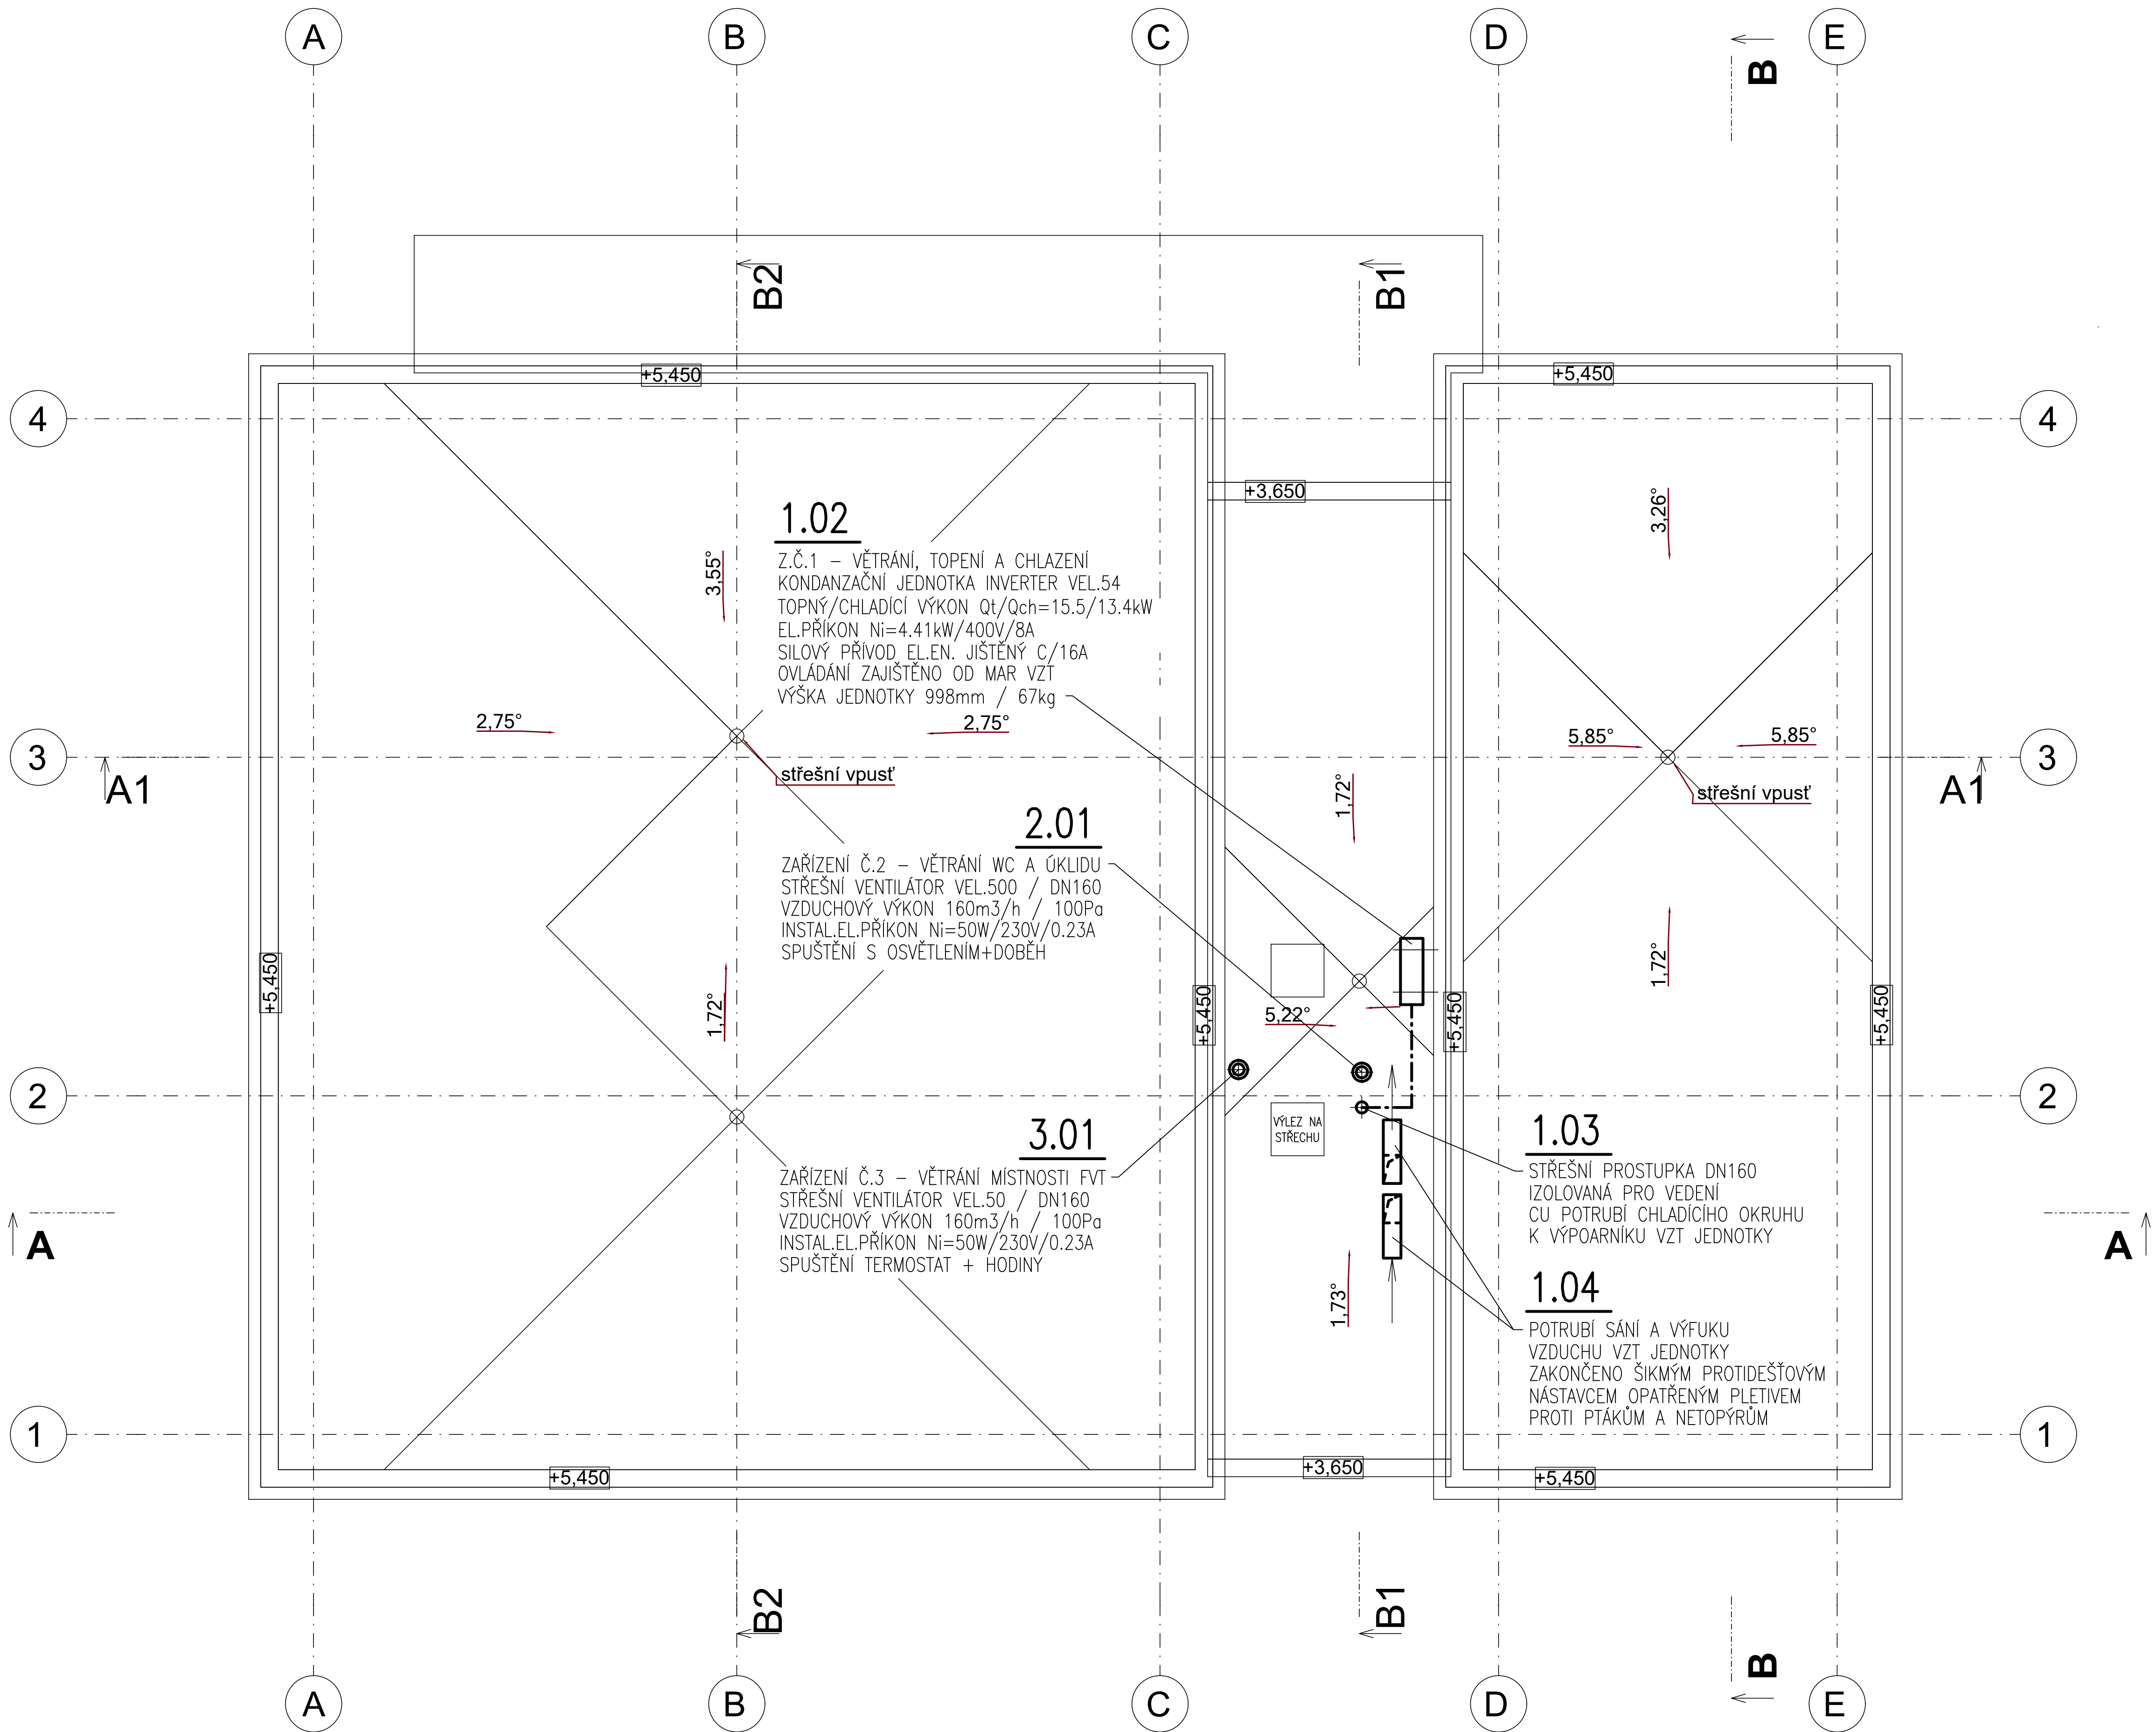 A
B
C
D
E
B
B2
B1
+5,450
+5,450
4
4
+3,650
1.02
Z.Č.1 – VĚTRÁNÍ, TOPENÍ A CHLAZENÍ
KONDANZAČNÍ JEDNOTKA INVERTER VEL.54
TOPNÝ/CHLADÍCÍ VÝKON Qt/Qch=15.5/13.4kW
EL.PŘÍKON Ni=4.41kW/400V/8A
SILOVÝ PŘÍVOD EL.EN. JIŠTĚNÝ C/16A
OVLÁDÁNÍ ZAJIŠTĚNO OD MAR VZT
VÝŠKA JEDNOTKY 998mm / 67kg
3,55°
3,26°
2,75°
2,75°
5,85°
5,85°
3
3
střešní vpusť
střešní vpusť
A1
A1
1,72°
2.01
ZAŘÍZENÍ Č.2 – VĚTRÁNÍ WC A ÚKLIDU
STŘEŠNÍ VENTILÁTOR VEL.500 / DN160
VZDUCHOVÝ VÝKON 160m3/h / 100Pa
INSTAL.EL.PŘÍKON Ni=50W/230V/0.23A
SPUŠTĚNÍ S OSVĚTLENÍM+DOBĚH
1,72°
+5,450
1,72°
+5,450
5,22°
+5,450
+5,450
2
2
VÝLEZ NA
STŘECHU
3.01
ZAŘÍZENÍ Č.3 – VĚTRÁNÍ MÍSTNOSTI FVT
STŘEŠNÍ VENTILÁTOR VEL.50 / DN160
VZDUCHOVÝ VÝKON 160m3/h / 100Pa
INSTAL.EL.PŘÍKON Ni=50W/230V/0.23A
SPUŠTĚNÍ TERMOSTAT + HODINY
1.03
STŘEŠNÍ PROSTUPKA DN160
IZOLOVANÁ PRO VEDENÍ
CU POTRUBÍ CHLADÍCÍHO OKRUHU
K VÝPOARNÍKU VZT JEDNOTKY
A
A
1,73°
1.04
POTRUBÍ SÁNÍ A VÝFUKU
VZDUCHU VZT JEDNOTKY
ZAKONČENO ŠIKMÝM PROTIDEŠŤOVÝM
NÁSTAVCEM OPATŘENÝM PLETIVEM
PROTI PTÁKŮM A NETOPÝRŮM
1
1
+5,450
+3,650
+5,450
B2
B1
B
A
B
C
D
E